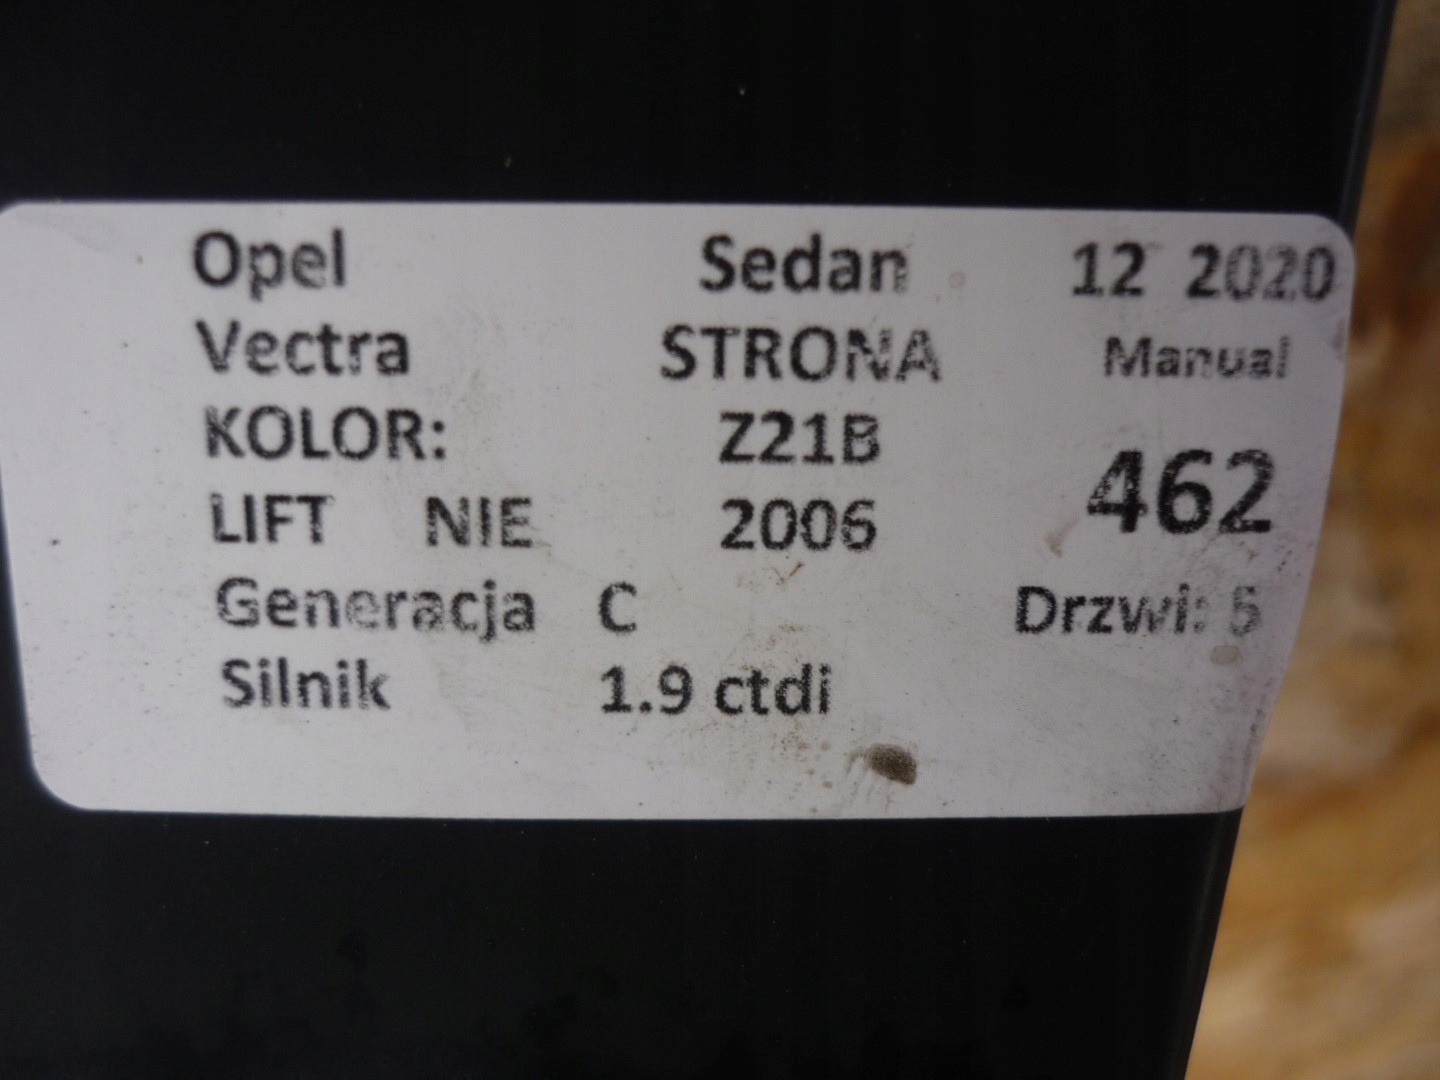 Opel Sedan 12 2020
Vectra STRONA Manual
KOLOR: Z21B
462
LIFT NIE 2006
Generacja C Drzwi: 5
Silnik 1.9 ctdi